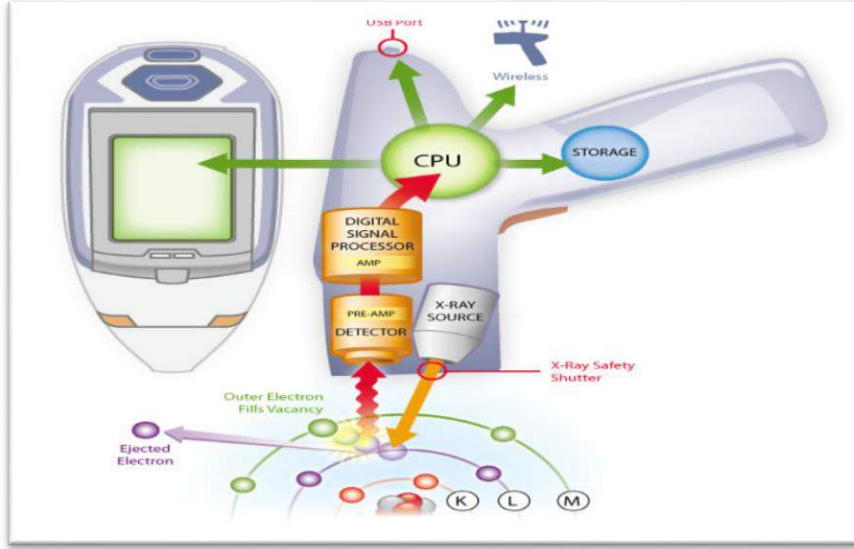 USB Port
Wireless
CPU
STORAGE
DIGITAL
SIGNAL
PROCESSOR
AMP
PRE-AMP
DETECTOR
X-RAY
SOURCE
X-Ray Safety
Shutter
Outer Electron
Fills Vacancy
Ejected
Electron
K
L
M